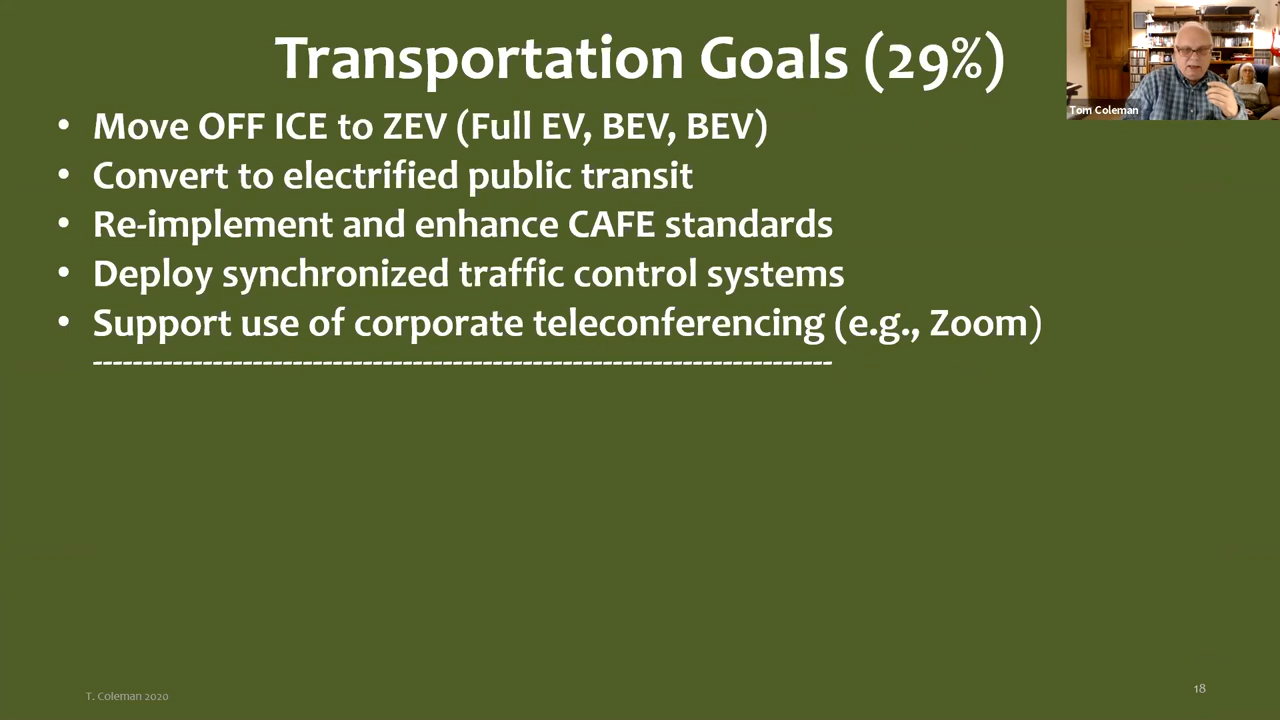 Transportation Goals (29%)
Tom Coleman
• Move OFF ICE to ZEV (Full EV, BEV, BEV)
• Convert to electrified public transit
• Re-implement and enhance CAFE standards
• Deploy synchronized traffic control systems
• Support use of corporate teleconferencing (e.g., Zoom)
--------------------------------------------------------------------------
T. Coleman 2020
18